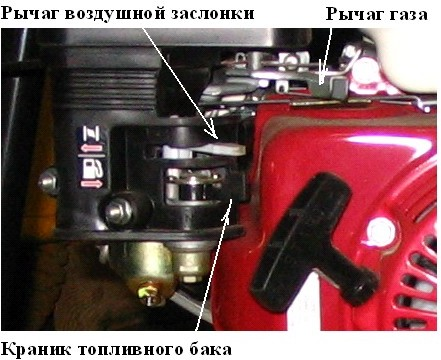 Рычаг воздушной заслонки
Рычаг газа
Краник топливного бака